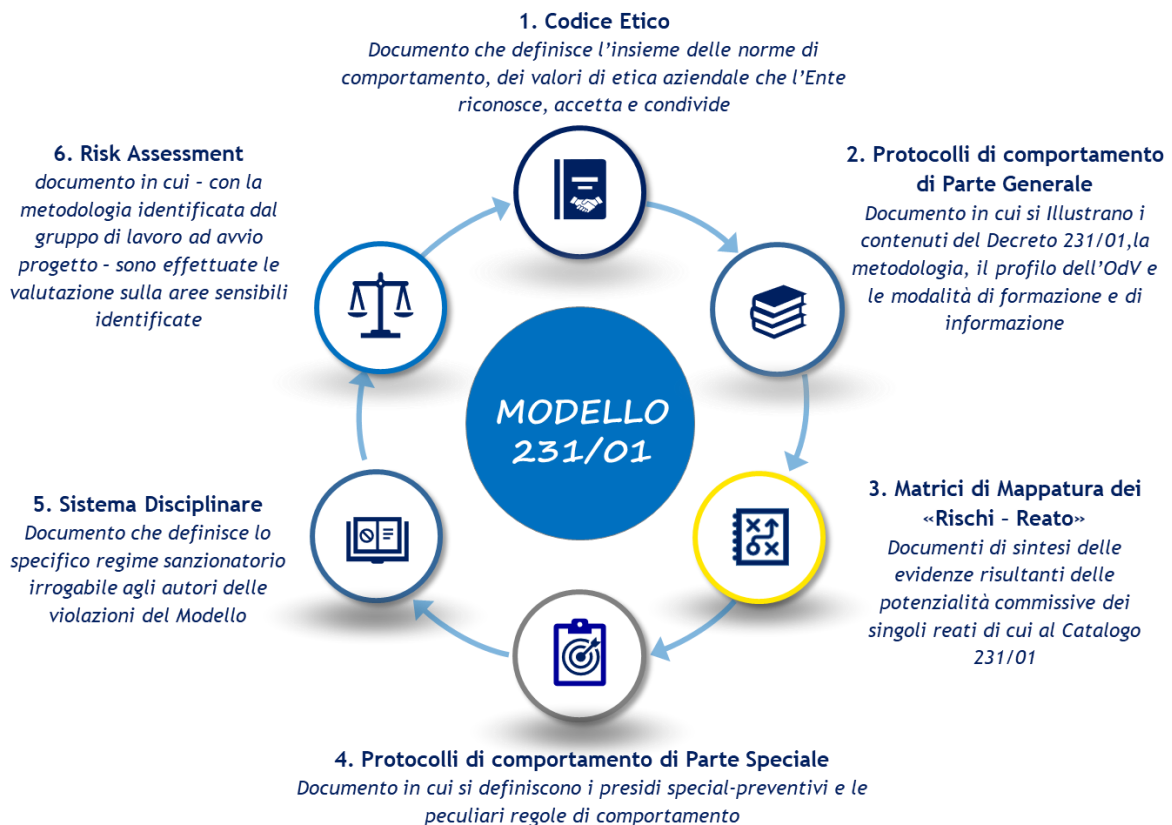 1. Codice Etico
Documento che definisce l'insieme delle norme di
comportamento, dei valori di etica aziendale che l'Ente
riconosce, accetta e condivide
2. Protocolli di comportamento
di Parte Generale
Documento in cui si Illustrano i
contenuti del Decreto 231/01,la
metodologia, il profilo dell'OdV e
le modalità di formazione e di
informazione
3. Matrici di Mappatura dei
«Rischi - Reato»
Documenti di sintesi delle
evidenze risultanti delle
potenzialità commissive dei
singoli reati di cui al Catalogo
231/01
4. Protocolli di comportamento di Parte Speciale
Documento in cui si definiscono i presidi special-preventivi e le
peculiari regole di comportamento
5. Sistema Disciplinare
Documento che definisce lo
specifico regime sanzionatorio
irrogabile agli autori delle
violazioni del Modello
6. Risk Assessment
documento in cui - con la
metodologia identificata dal
gruppo di lavoro ad avvio
progetto - sono effettuate le
valutazione sulla aree sensibili
identificate
MODELLO
231/01